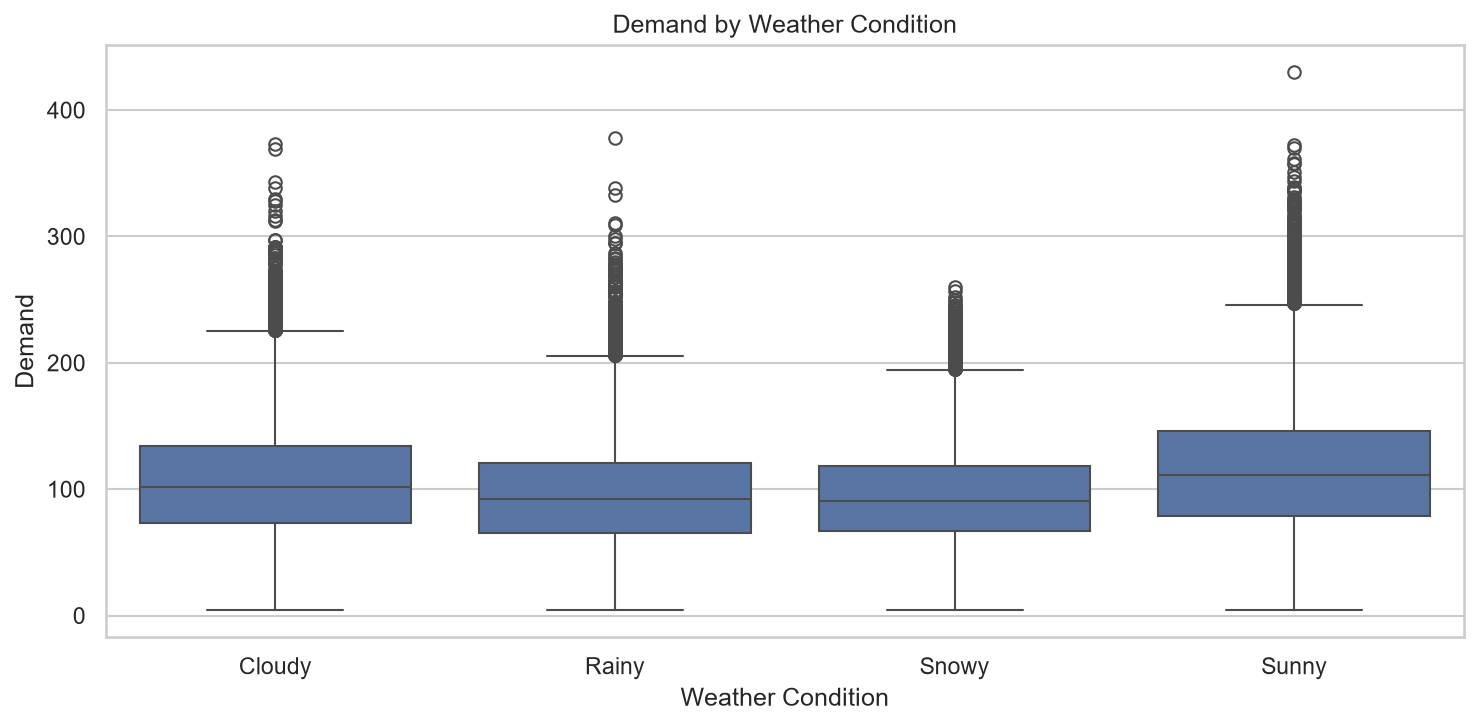 Demand by Weather Condition
400
300
200
100
0
Demand
Cloudy Rainy Snowy Sunny
Weather Condition